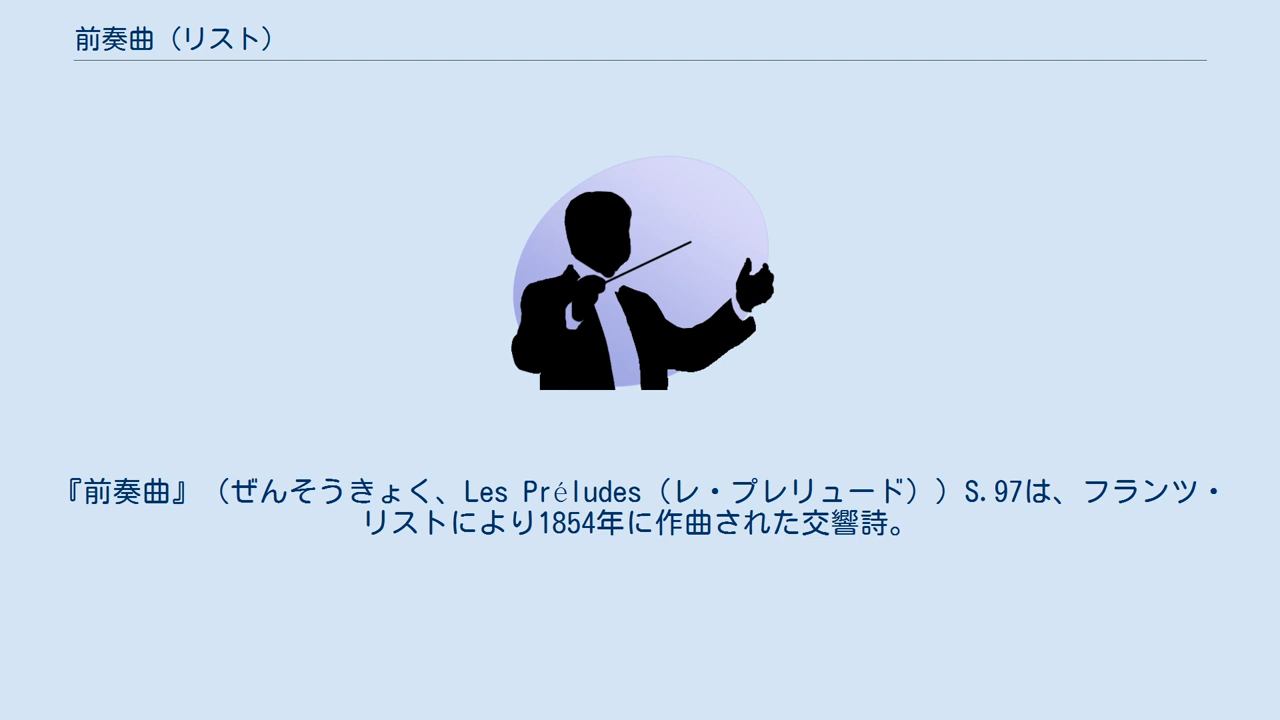 前奏曲（リスト）
『前奏曲』（ぜんそうきょく、Les Préludes（レ・プレリュード））S.97は、フランツ・
リストにより1854年に作曲された交響詩。